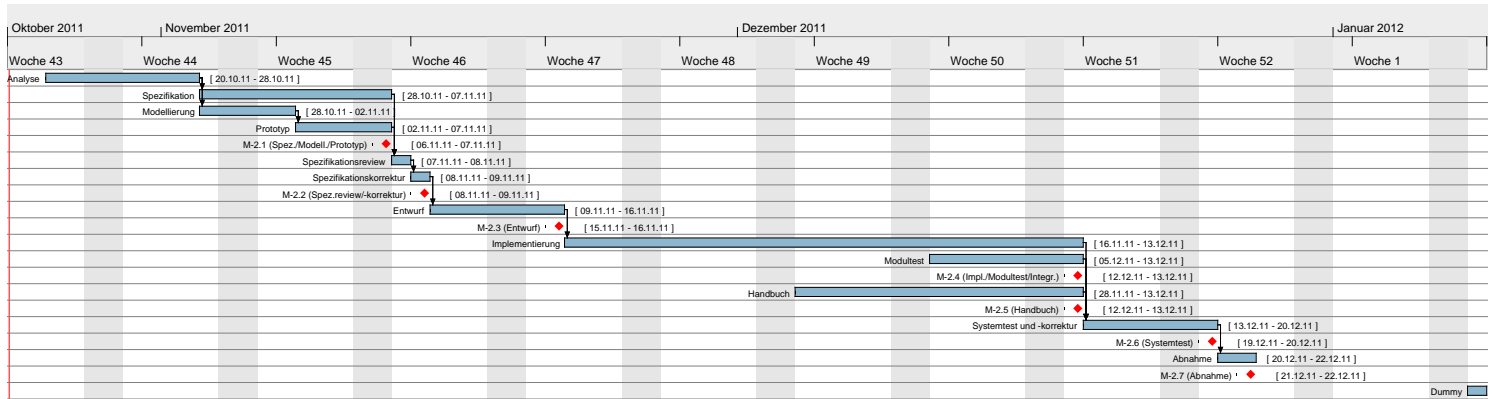 Oktober 2011 November 2011 Dezember 2011 Januar 2012
Woche 43 Woche 44 Woche 45 Woche 46 Woche 47 Woche 48 Woche 49 Woche 50 Woche 51 Woche 52 Woche 1
Analyse [ 20.10.11 - 28.10.11 ]
Spezifikation [ 28.10.11 - 07.11.11 ]
Modellierung [ 28.10.11 - 02.11.11 ]
Prototyp [ 02.11.11 - 07.11.11 ]
M-2.1 (Spez./Modell./Prototyp) [ 06.11.11 - 07.11.11 ]
Spezifikationsreview [ 07.11.11 - 08.11.11 ]
Spezifikationskorrektur [ 08.11.11 - 09.11.11 ]
M-2.2 (Spez.review/-korrektur) [ 08.11.11 - 09.11.11 ]
Entwurf [ 09.11.11 - 16.11.11 ]
M-2.3 (Entwurf) [ 15.11.11 - 16.11.11 ]
Implementierung [ 16.11.11 - 13.12.11 ]
Modultest [ 05.12.11 - 13.12.11 ]
M-2.4 (Impl./Modultest/Integr.) [ 12.12.11 - 13.12.11 ]
Handbuch [ 28.11.11 - 13.12.11 ]
M-2.5 (Handbuch) [ 12.12.11 - 13.12.11 ]
Systemtest und -korrektur [ 13.12.11 - 20.12.11 ]
M-2.6 (Systemtest) [ 19.12.11 - 20.12.11 ]
Abnahme [ 20.12.11 - 22.12.11 ]
M-2.7 (Abnahme) [ 21.12.11 - 22.12.11 ]
Dummy